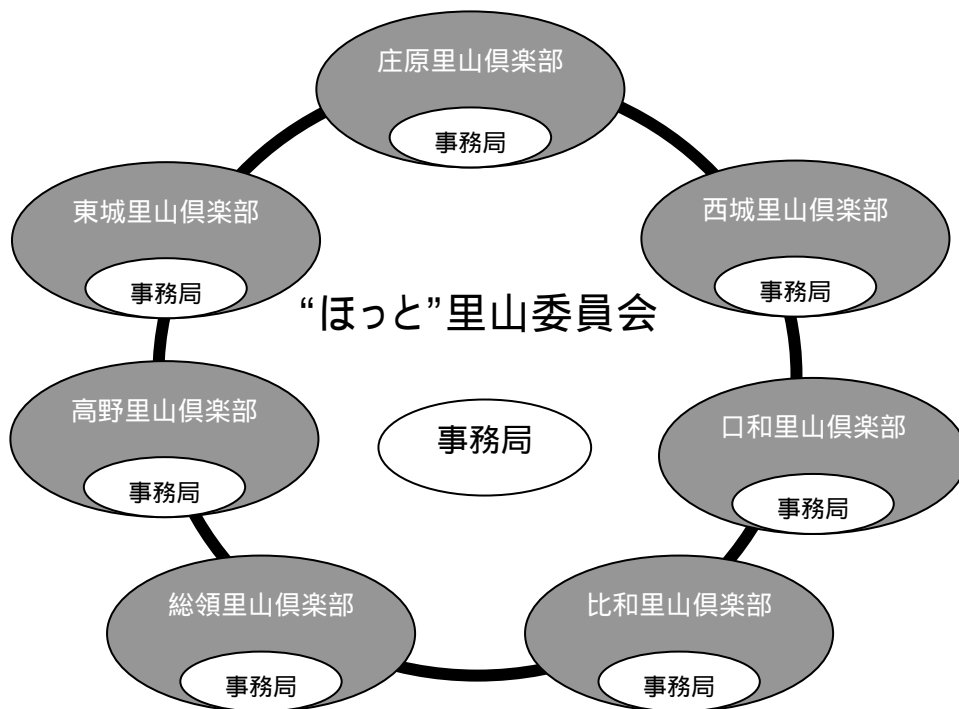 庄原里山倶楽部
事務局
東城里山倶楽部
事務局
西城里山倶楽部
事務局
“ほっと”里山委員会
事務局
高野里山倶楽部
事務局
口和里山倶楽部
事務局
総領里山倶楽部
事務局
比和里山倶楽部
事務局